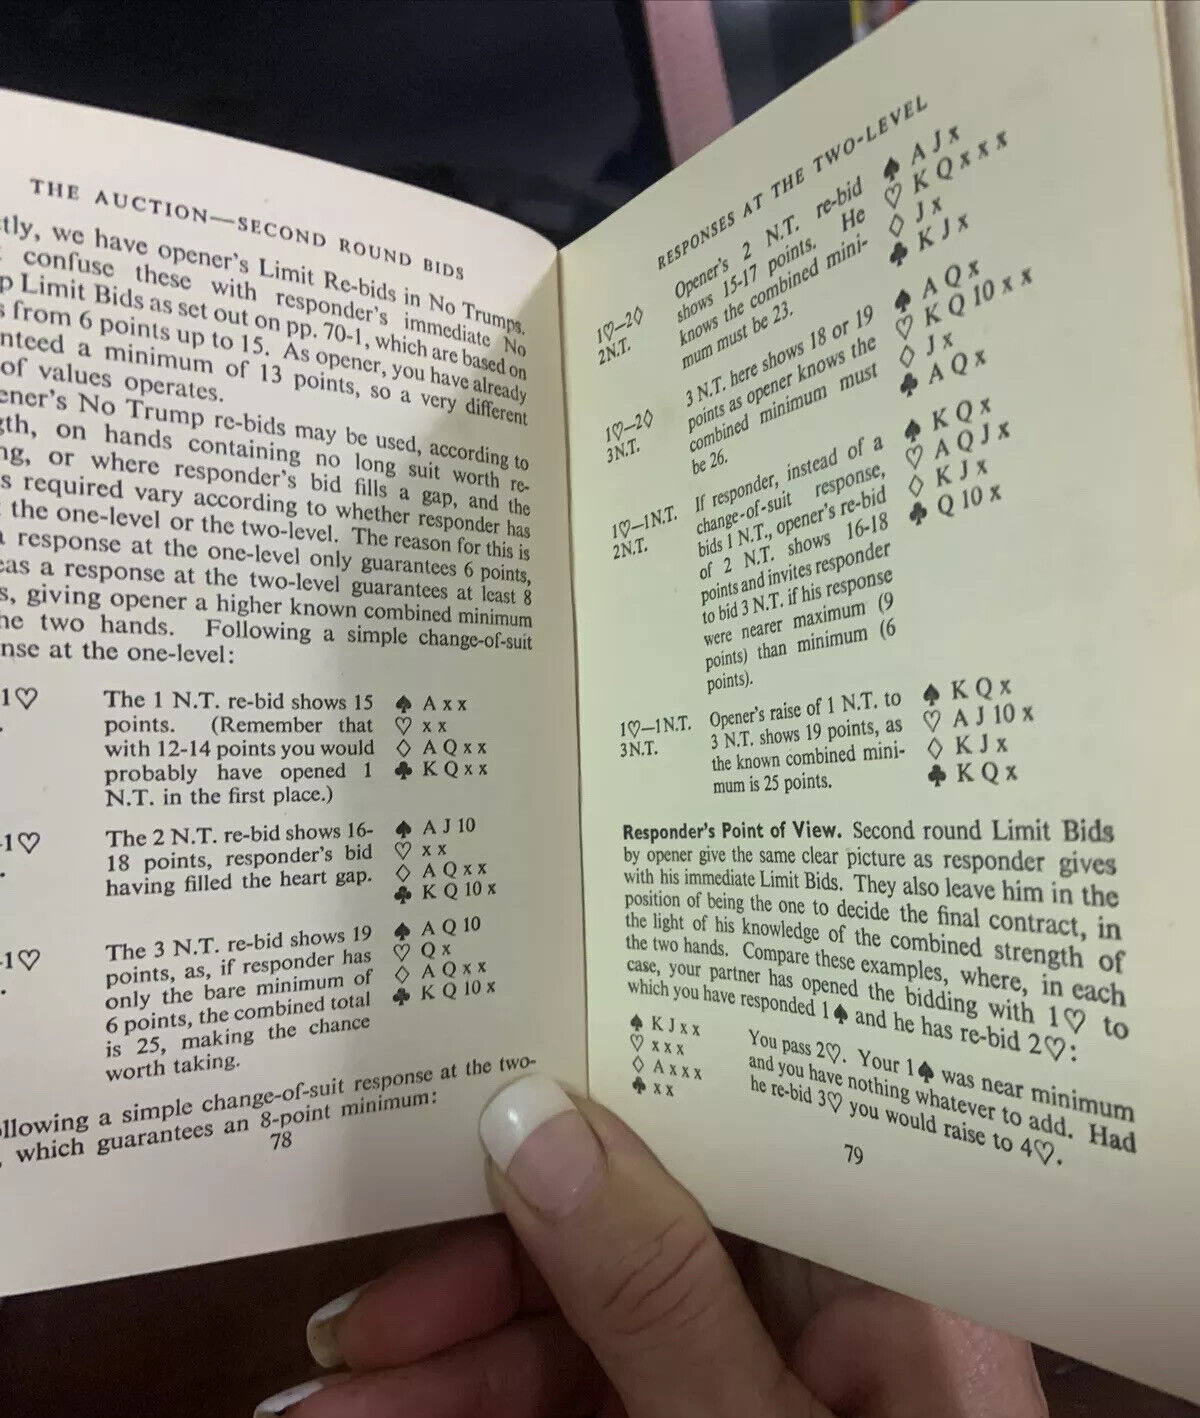 THE AUCTION—SECOND ROUND BIDS
tly, we have opener's Limit Re-bids in No Trumps.
confuse these with responder's immediate No
p Limit Bids as set out on pp. 70-1, which are based on
s from 6 points up to 15. As opener, you have already
nteed a minimum of 13 points, so a very different
of values operates.
ener's No Trump re-bids may be used, according to
gth, on hands containing no long suit worth re-
ng, or where responder's bid fills a gap, and the
s required vary according to whether responder has
the one-level or the two-level. The reason for this is
response at the one-level only guarantees 6 points,
eas a response at the two-level guarantees at least 8
s, giving opener a higher known combined minimum
he two hands. Following a simple change-of-suit
nse at the one-level:
1♡ The 1 N.T. re-bid shows 15 ♠ A x x
points. (Remember that ♡ x x
with 12-14 points you would ♢ A Q x x
probably have opened 1 ♣ K Q x x
N.T. in the first place.)
-1♡ The 2 N.T. re-bid shows 16- ♠ A J 10
18 points, responder's bid ♡ x x
having filled the heart gap. ♢ A Q x x
♣ K Q 10 x
-1♡ The 3 N.T. re-bid shows 19 ♠ A Q 10
points, as, if responder has ♡ Q x
only the bare minimum of ♢ A Q x x
6 points, the combined total ♣ K Q 10 x
is 25, making the chance
worth taking.
ollowing a simple change-of-suit response at the two-
, which guarantees an 8-point minimum:
78
RESPONSES AT THE TWO-LEVEL
1♡—2♢ Opener's 2 N.T. re-bid ♠ A J x
2N.T. shows 15-17 points. He ♡ K Q x x x
knows the combined mini- ♢ J x
mum must be 23. ♣ K J x
1♡—2♢ 3 N.T. here shows 18 or 19 ♠ A Q x
3N.T. points as opener knows the ♡ K Q 10 x x
combined minimum must ♢ J x
be 26. ♣ A Q x
1♡—1N.T. If responder, instead of a ♠ K Q x
2N.T. change-of-suit response, ♡ A Q J x
bids 1 N.T., opener's re-bid ♢ K J x
of 2 N.T. shows 16-18 ♣ Q 10 x
points and invites responder
to bid 3 N.T. if his response
were nearer maximum (9
points) than minimum (6
points).
1♡—1N.T. Opener's raise of 1 N.T. to ♠ K Q x
3N.T. 3 N.T. shows 19 points, as ♡ A J 10 x
the known combined mini- ♢ K J x
mum is 25 points. ♣ K Q x
Responder's Point of View. Second round Limit Bids
by opener give the same clear picture as responder gives
with his immediate Limit Bids. They also leave him in the
position of being the one to decide the final contract, in
the light of his knowledge of the combined strength of
the two hands. Compare these examples, where, in each
case, your partner has opened the bidding with 1♡ to
which you have responded 1♠ and he has re-bid 2♡:
♠ K J x x You pass 2♡. Your 1♠ was near minimum
♡ x x x and you have nothing whatever to add. Had
♢ A x x x he re-bid 3♡ you would raise to 4♡.
♣ x x
79